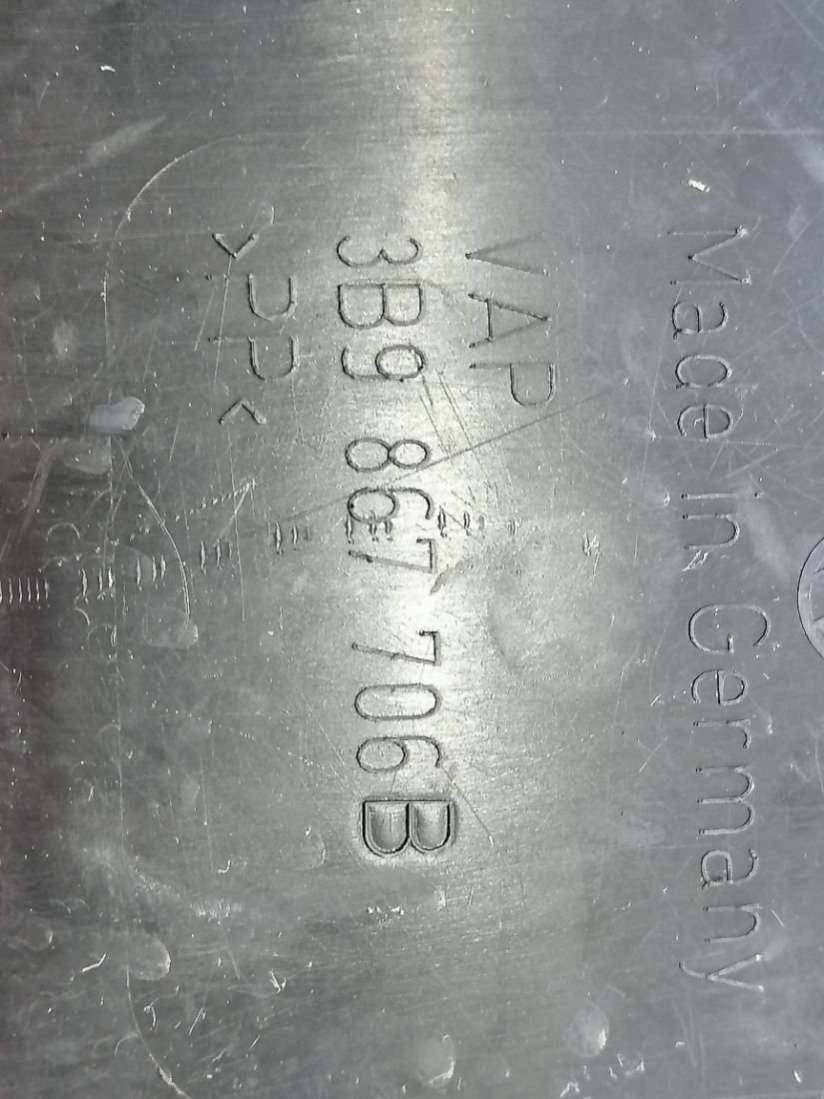 Made in Germany
VAP
3B9 867 706B
>PP<